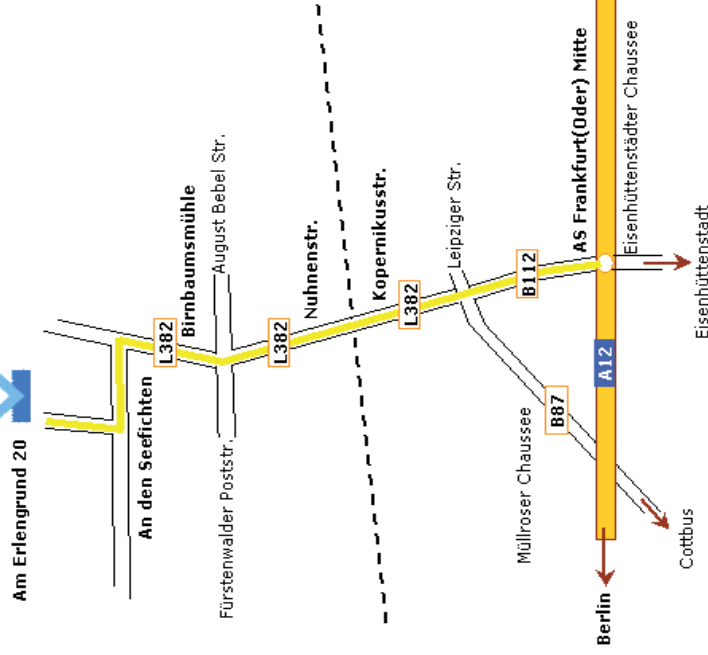 Am Erlengrund 20
An den Seefichten
L382
Birnbaumsmühle
August Bebel Str.
Fürstenwalder Poststr.
L382
Nuhnenstr.
Kopernikusstr.
L382
Leipziger Str.
B112
AS Frankfurt(Oder) Mitte
Eisenhüttenstädter Chaussee
Müllroser Chaussee
B87
A12
Berlin
Cottbus
Eisenhüttenstadt